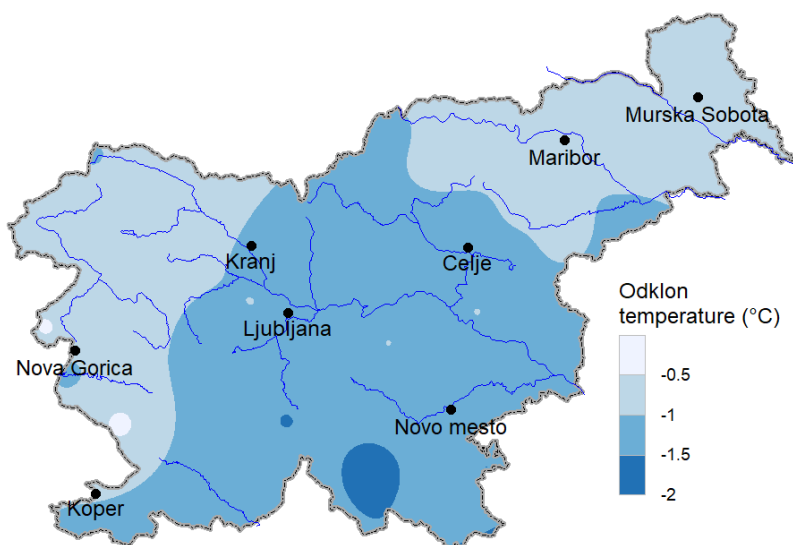 Murska Sobota
Maribor
Kranj
Celje
Ljubljana
Nova Gorica
Novo mesto
Koper
Odklon
temperature (°C)
-0.5
-1
-1.5
-2